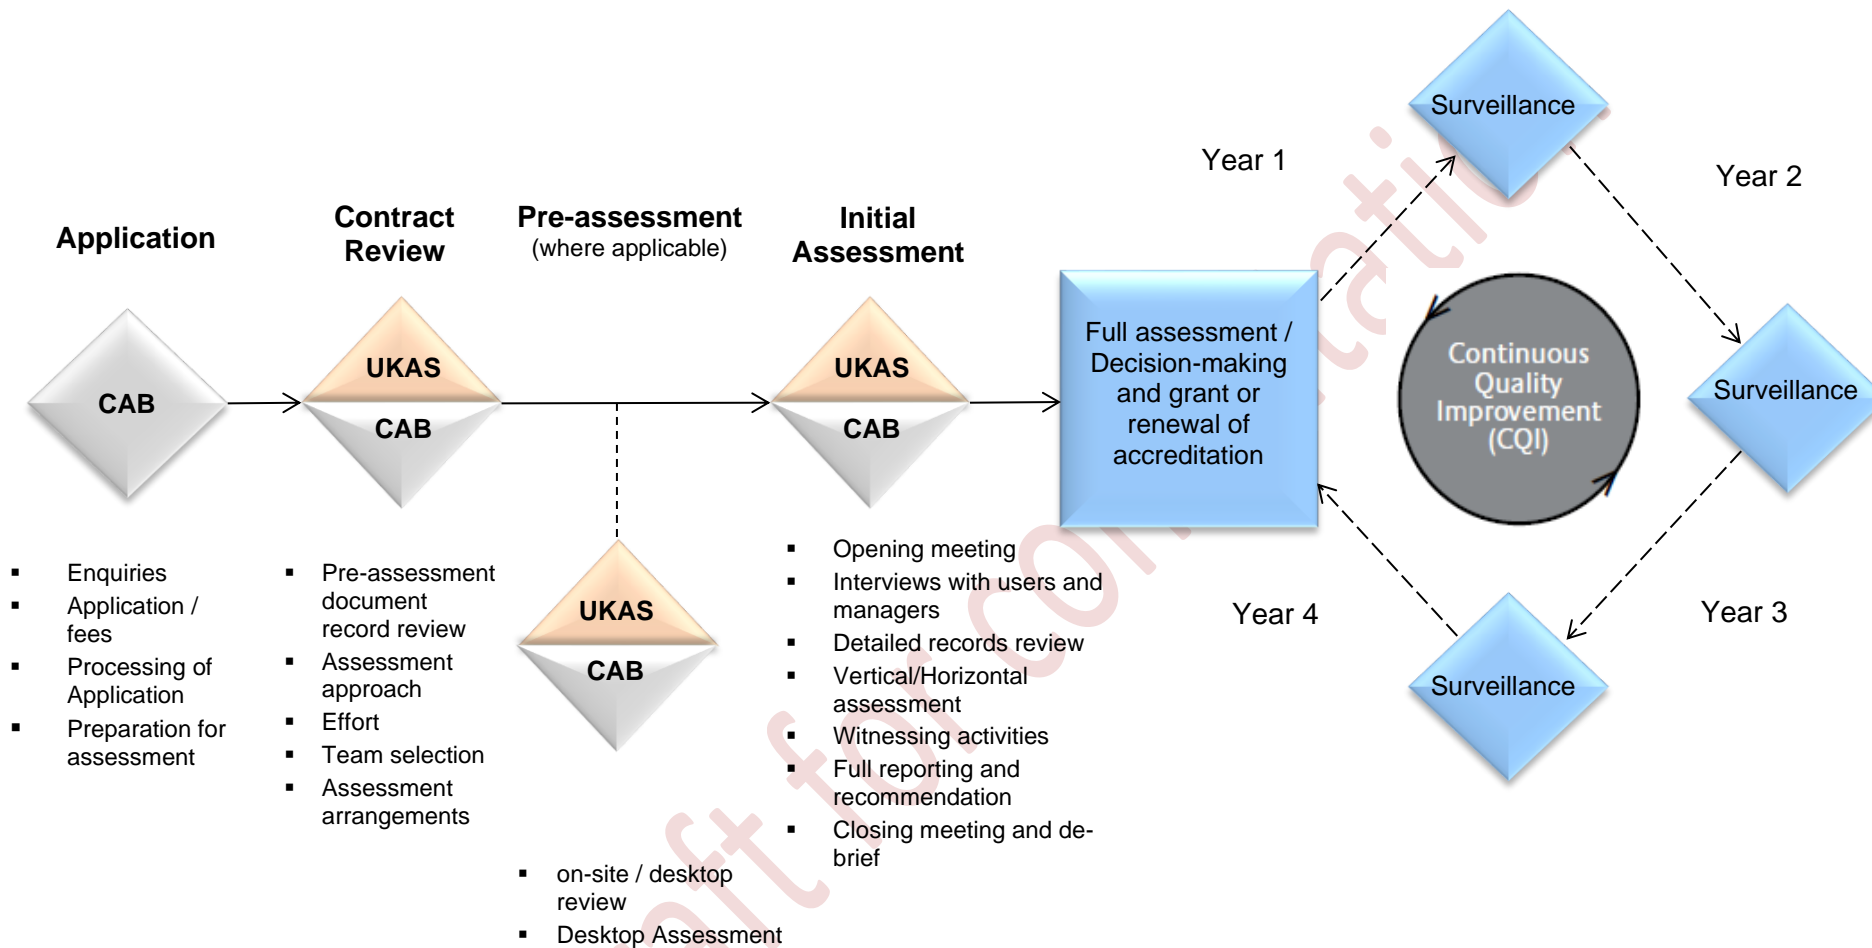 Application
CAB
Enquiries
Application /
fees
Processing of
Application
Preparation for
assessment
Contract
Review
UKAS
CAB
Pre-assessment
document
record review
Assessment
approach
Effort
Team selection
Assessment
arrangements
Pre-assessment
(where applicable)
UKAS
CAB
on-site / desktop
review
Desktop Assessment
Initial
Assessment
UKAS
CAB
Opening meeting
Interviews with users and
managers
Detailed records review
Vertical/Horizontal
assessment
Witnessing activities
Full reporting and
recommendation
Closing meeting and de-
brief
Full assessment /
Decision-making
and grant or
renewal of
accreditation
Year 1
Surveillance
Year 2
Surveillance
Year 3
Surveillance
Year 4
Continuous
Quality
Improvement
(CQI)